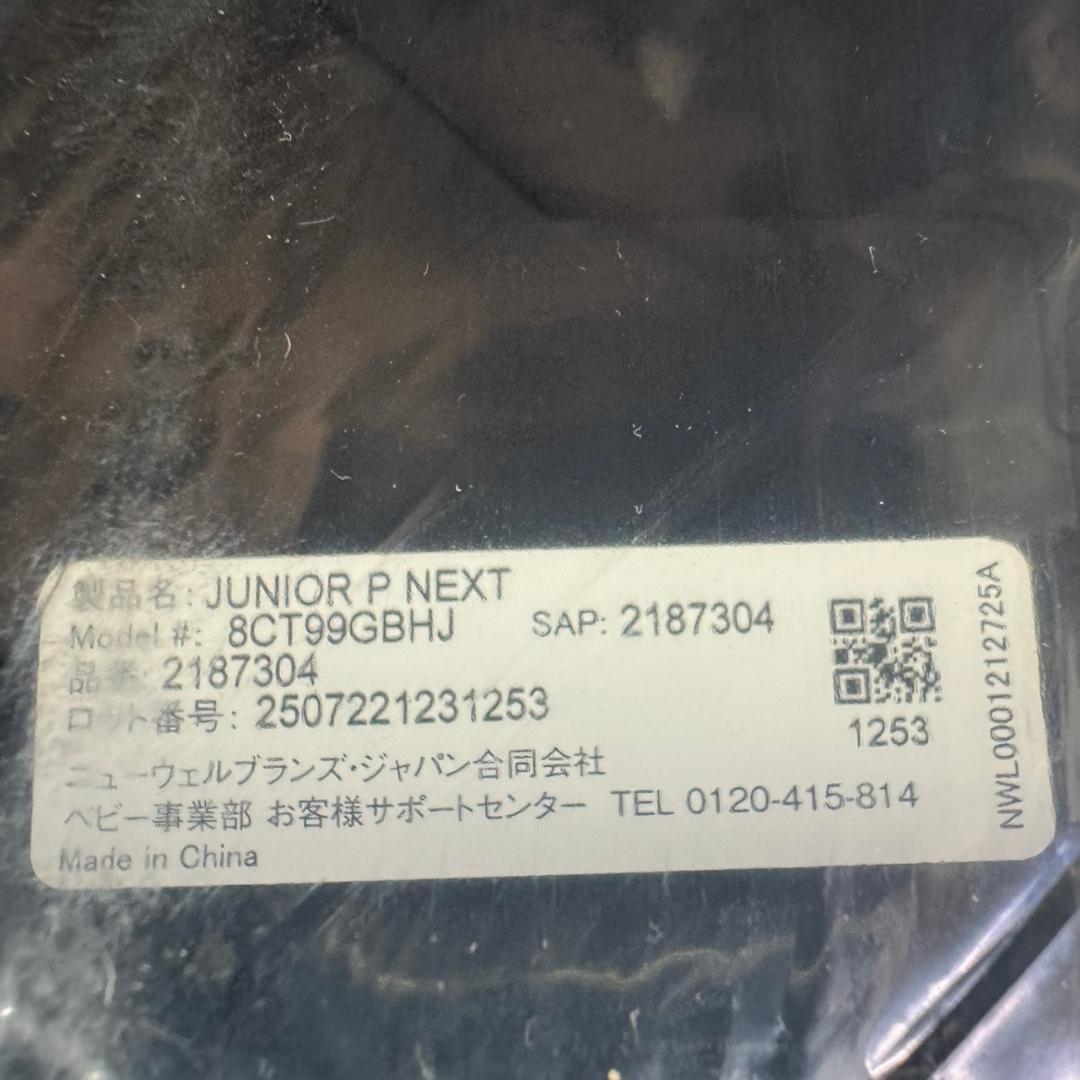 製品名: JUNIOR P NEXT
Model #: 8CT99GBHJ SAP: 2187304
品番: 2187304
ロット番号: 2507221231253
1253
ニューウェルブランズ・ジャパン合同会社
ベビー事業部 お客様サポートセンター TEL 0120-415-814
Made in China
NWL0001212725A